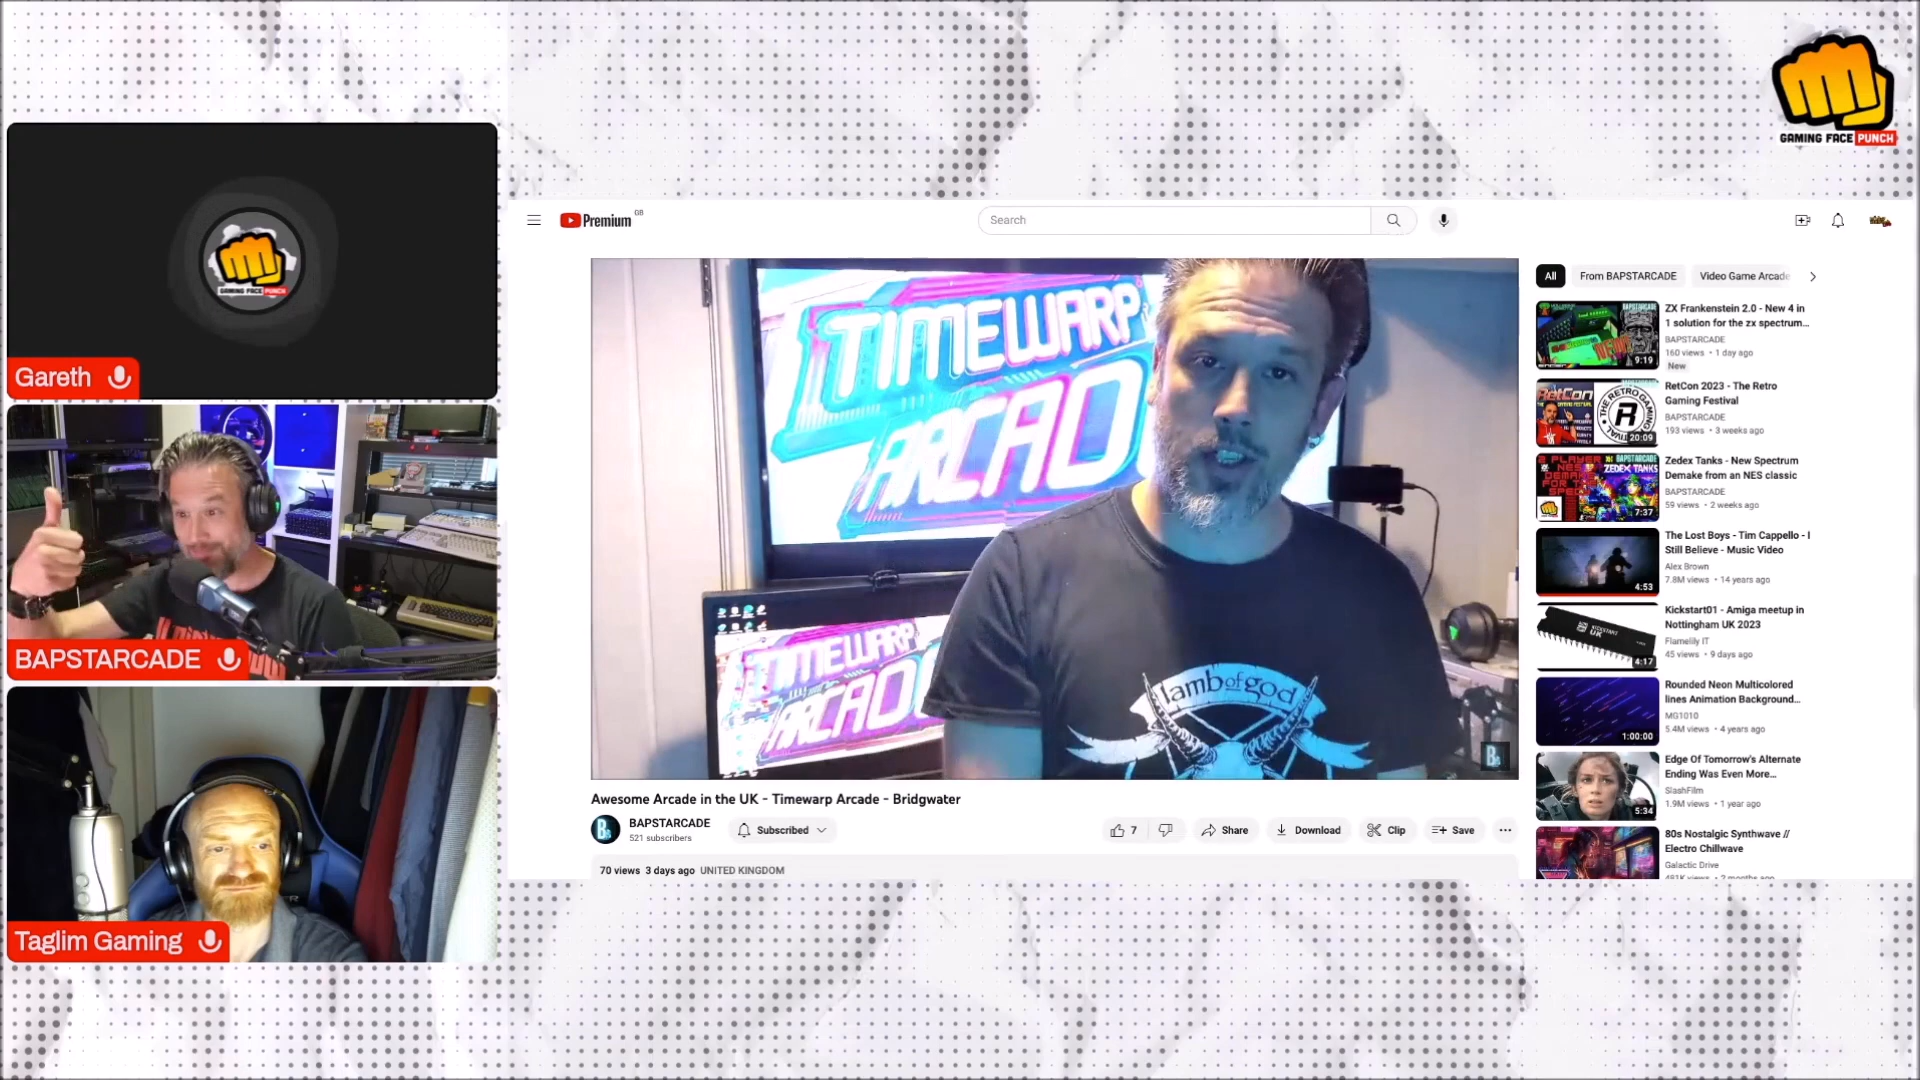 GAMING FACE PUNCH
GAMING FACE PUNCH
Gareth
BAPSTARCADE
Taglim Gaming
Premium GB
Search
TIMEWARP
ARCAD
TIMEWARP
ARCAD
lamb of god
Awesome Arcade in the UK - Timewarp Arcade - Bridgwater
BAPSTARCADE
521 subscribers
Subscribed
7
Share
Download
Clip
Save
70 views 3 days ago UNITED KINGDOM
All
From BAPSTARCADE
Video Game Arcade
ZX Frankenstein 2.0 - New 4 in
1 solution for the zx spectrum...
BAPSTARCADE
160 views • 1 day ago
New
9:19
RetCon 2023 - The Retro
Gaming Festival
BAPSTARCADE
193 views • 3 weeks ago
20:09
Zedex Tanks - New Spectrum
Demake from an NES classic
BAPSTARCADE
59 views • 2 weeks ago
7:37
The Lost Boys - Tim Cappello - I
Still Believe - Music Video
Alex Brown
7.8M views • 14 years ago
4:53
Kickstart01 - Amiga meetup in
Nottingham UK 2023
Flamelily IT
45 views • 9 days ago
4:17
Rounded Neon Multicolored
lines Animation Background...
MG1010
5.4M views • 4 years ago
1:00:00
Edge Of Tomorrow's Alternate
Ending Was Even More...
SlashFilm
1.9M views • 1 year ago
5:34
80s Nostalgic Synthwave //
Electro Chillwave
Galactic Drive
481K views • 2 months ago